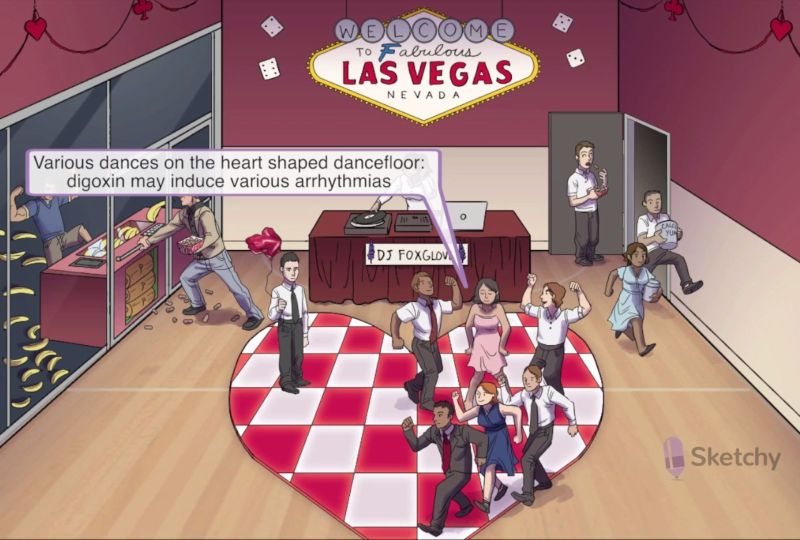 WELCOME
TO Fabulous
LAS VEGAS
NEVADA
Various dances on the heart shaped dancefloor:
digoxin may induce various arrhythmias
DJ FOXGLOVE
Sketchy